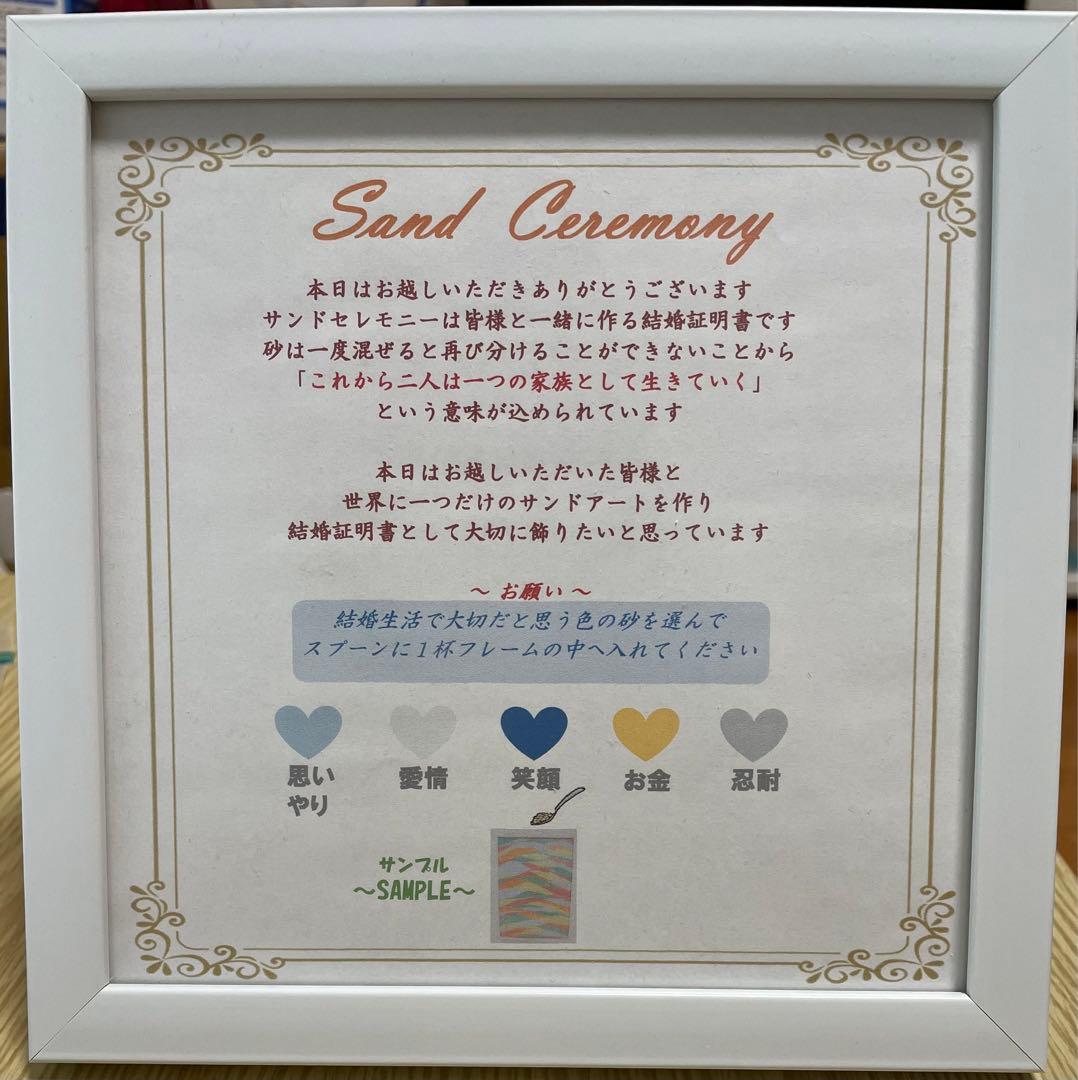 Sand Ceremony
本日はお越しいただきありがとうございます
サンドセレモニーは皆様と一緒に作る結婚証明書です
砂は一度混ぜると再び分けることができないことから
「これから二人は一つの家族として生きていく」
という意味が込められています
本日はお越しいただいた皆様と
世界に一つだけのサンドアートを作り
結婚証明書として大切に飾りたいと思っています
～ お願い ～
結婚生活で大切だと思う色の砂を選んで
スプーンに１杯フレームの中へ入れてください
思い
やり
愛情
笑顔
お金
忍耐
サンプル
～SAMPLE～